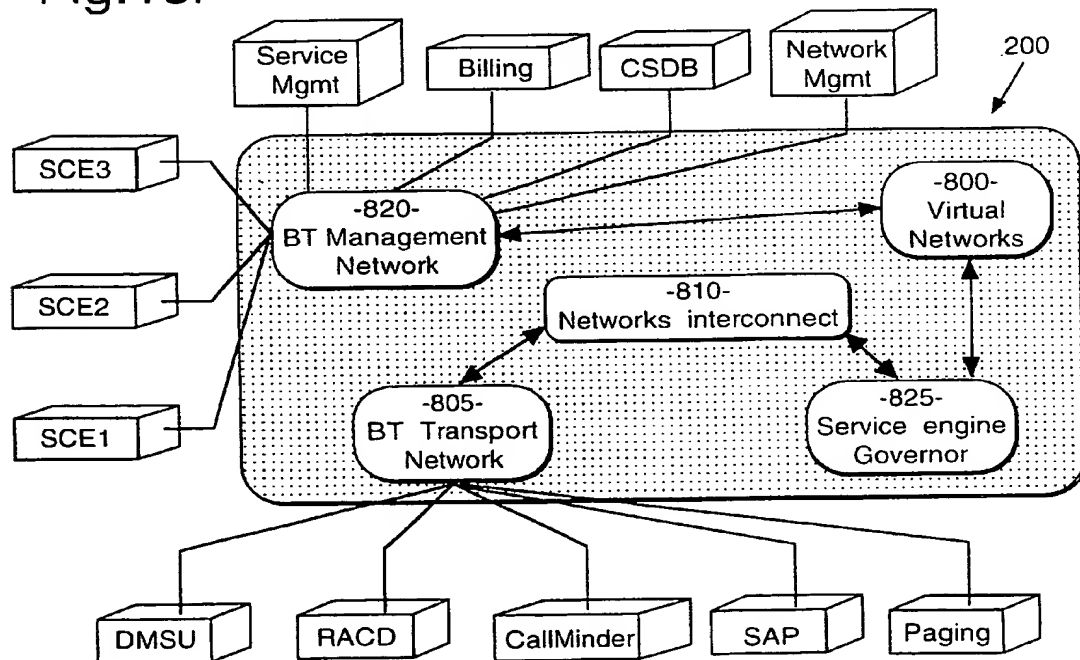 Service
Mgmt
Billing
CSDB
Network
Mgmt
200
SCE3
-820-
BT Management
Network
-800-
Virtual
Networks
SCE2
-810-
Networks interconnect
SCE1
-805-
BT Transport
Network
-825-
Service engine
Governor
DMSU
RACD
CallMinder
SAP
Paging